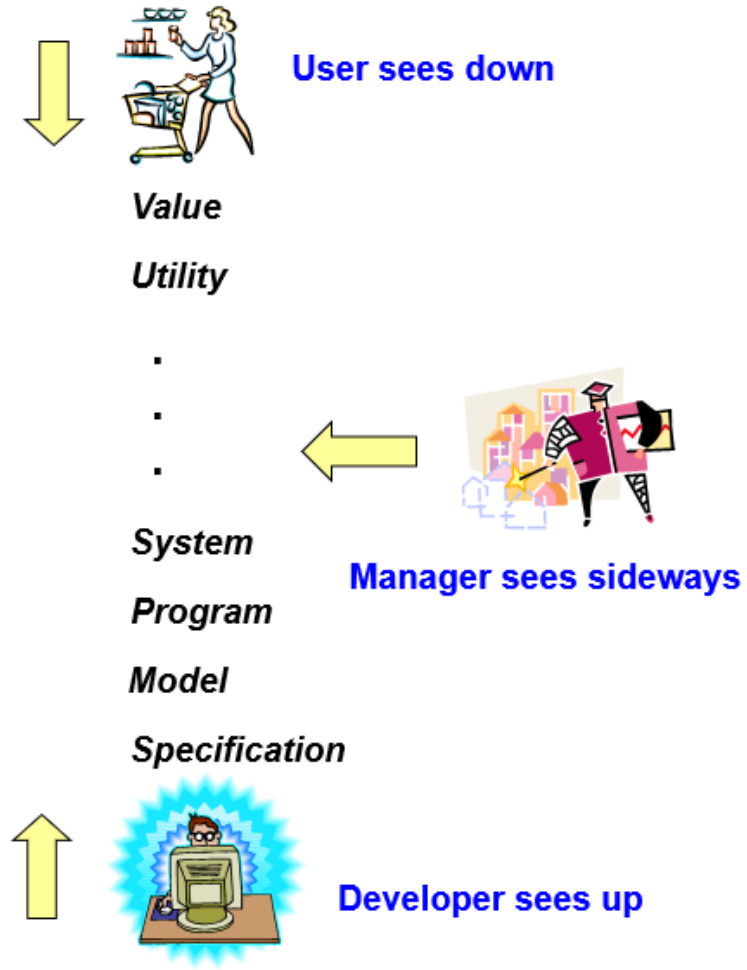 User sees down
Value
Utility
.
.
.
System
Manager sees sideways
Program
Model
Specification
Developer sees up